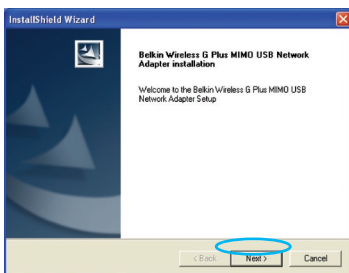 InstallShield Wizard
Belkin Wireless G Plus MIMO USB Network
Adapter installation
Welcome to the Belkin Wireless G Plus MIMO USB
Network Adapter Setup
< Back Next > Cancel